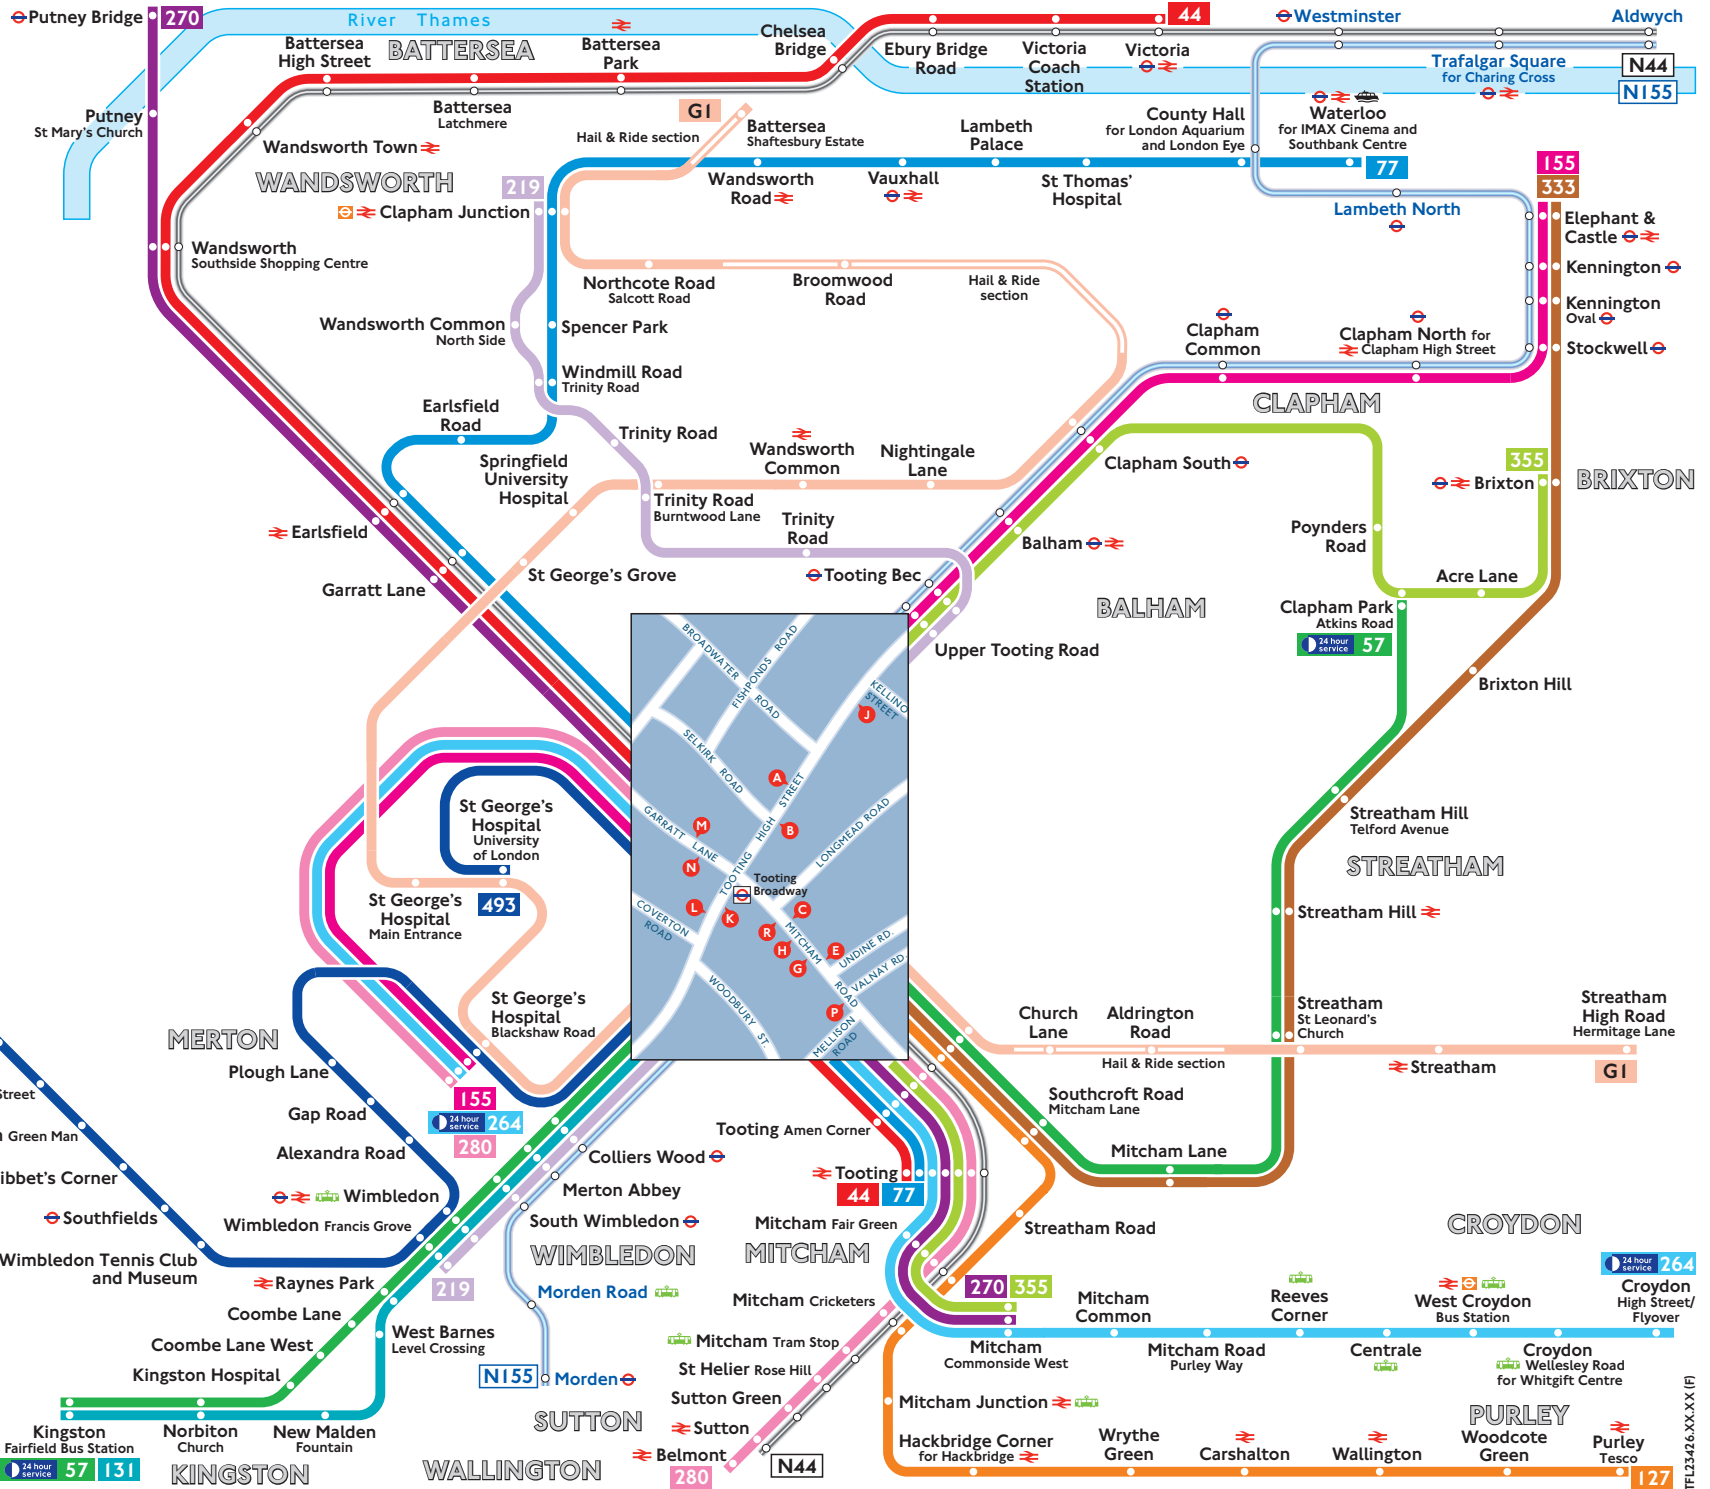 Putney Bridge
270
River Thames
44
Westminster
Aldwych
Battersea
High Street
BATTERSEA
Battersea
Park
Chelsea
Bridge
Ebury Bridge
Road
Victoria
Coach
Station
Victoria
Trafalgar Square
for Charing Cross
N44
N155
Putney
St Mary's Church
Battersea
Latchmere
G1
Hail & Ride section
Battersea
Shaftesbury Estate
Lambeth
Palace
County Hall
for London Aquarium
and London Eye
Waterloo
for IMAX Cinema and
Southbank Centre
Wandsworth Town
WANDSWORTH
219
Clapham Junction
Wandsworth
Road
Vauxhall
St Thomas'
Hospital
77
155
333
Lambeth North
Elephant &
Castle
Wandsworth
Southside Shopping Centre
Kennington
Northcote Road
Salcott Road
Broomwood
Road
Hail & Ride
section
Kennington
Oval
Wandsworth Common
North Side
Spencer Park
Clapham
Common
Clapham North for
Clapham High Street
Stockwell
Windmill Road
Trinity Road
CLAPHAM
Earlsfield
Road
Trinity Road
Wandsworth
Common
Nightingale
Lane
Clapham South
355
Brixton
BRIXTON
Springfield
University
Hospital
Trinity Road
Burntwood Lane
Trinity
Road
Earlsfield
Balham
Poynders
Road
Garratt Lane
St George's Grove
Tooting Bec
Acre Lane
BALHAM
Clapham Park
Atkins Road
24 hour
service
57
Upper Tooting Road
Brixton Hill
BROADWATER
ROAD
FISHPONDS ROAD
KELLINO
STREET
J
SELKIRK ROAD
A
TOOTING HIGH STREET
B
LONGMEAD ROAD
GARRATT LANE
M
N
Tooting
Broadway
COVERTON
ROAD
L
K
C
R
H
G
E
MITCHAM ROAD
UNDINE RD.
VALNAY RD.
WOODBURY ST.
P
MELLISON
ROAD
Streatham Hill
Telford Avenue
STREATHAM
St George's
Hospital
University
of London
493
St George's
Hospital
Main Entrance
Streatham Hill
St George's
Hospital
Blackshaw Road
Church
Lane
Aldrington
Road
Hail & Ride section
Streatham
St Leonard's
Church
Streatham
High Road
Hermitage Lane
Streatham
G1
MERTON
Plough Lane
Street
Gap Road
155
24 hour
service
264
280
Southcroft Road
Mitcham Lane
Green Man
Alexandra Road
Tooting Amen Corner
Colliers Wood
Mitcham Lane
ibbet's Corner
Wimbledon
Merton Abbey
Tooting
44
77
Southfields
Wimbledon Francis Grove
South Wimbledon
Mitcham Fair Green
Streatham Road
CROYDON
Wimbledon Tennis Club
and Museum
WIMBLEDON
MITCHAM
Raynes Park
219
Morden Road
270
355
24 hour
service
264
Croydon
High Street/
Flyover
Coombe Lane
Mitcham Cricketers
Mitcham
Common
Reeves
Corner
West Croydon
Bus Station
Coombe Lane West
West Barnes
Level Crossing
Mitcham Tram Stop
Mitcham
Commonside West
Mitcham Road
Purley Way
Centrale
Croydon
Wellesley Road
for Whitgift Centre
Kingston Hospital
N155
Morden
St Helier Rose Hill
Sutton Green
Mitcham Junction
Kingston
Fairfield Bus Station
24 hour
service
57
131
Norbiton
Church
New Malden
Fountain
KINGSTON
SUTTON
Sutton
WALLINGTON
Belmont
280
N44
Hackbridge Corner
for Hackbridge
Wrythe
Green
Carshalton
Wallington
PURLEY
Woodcote
Green
Purley
Tesco
127
TFL23426.XX.XX (F)